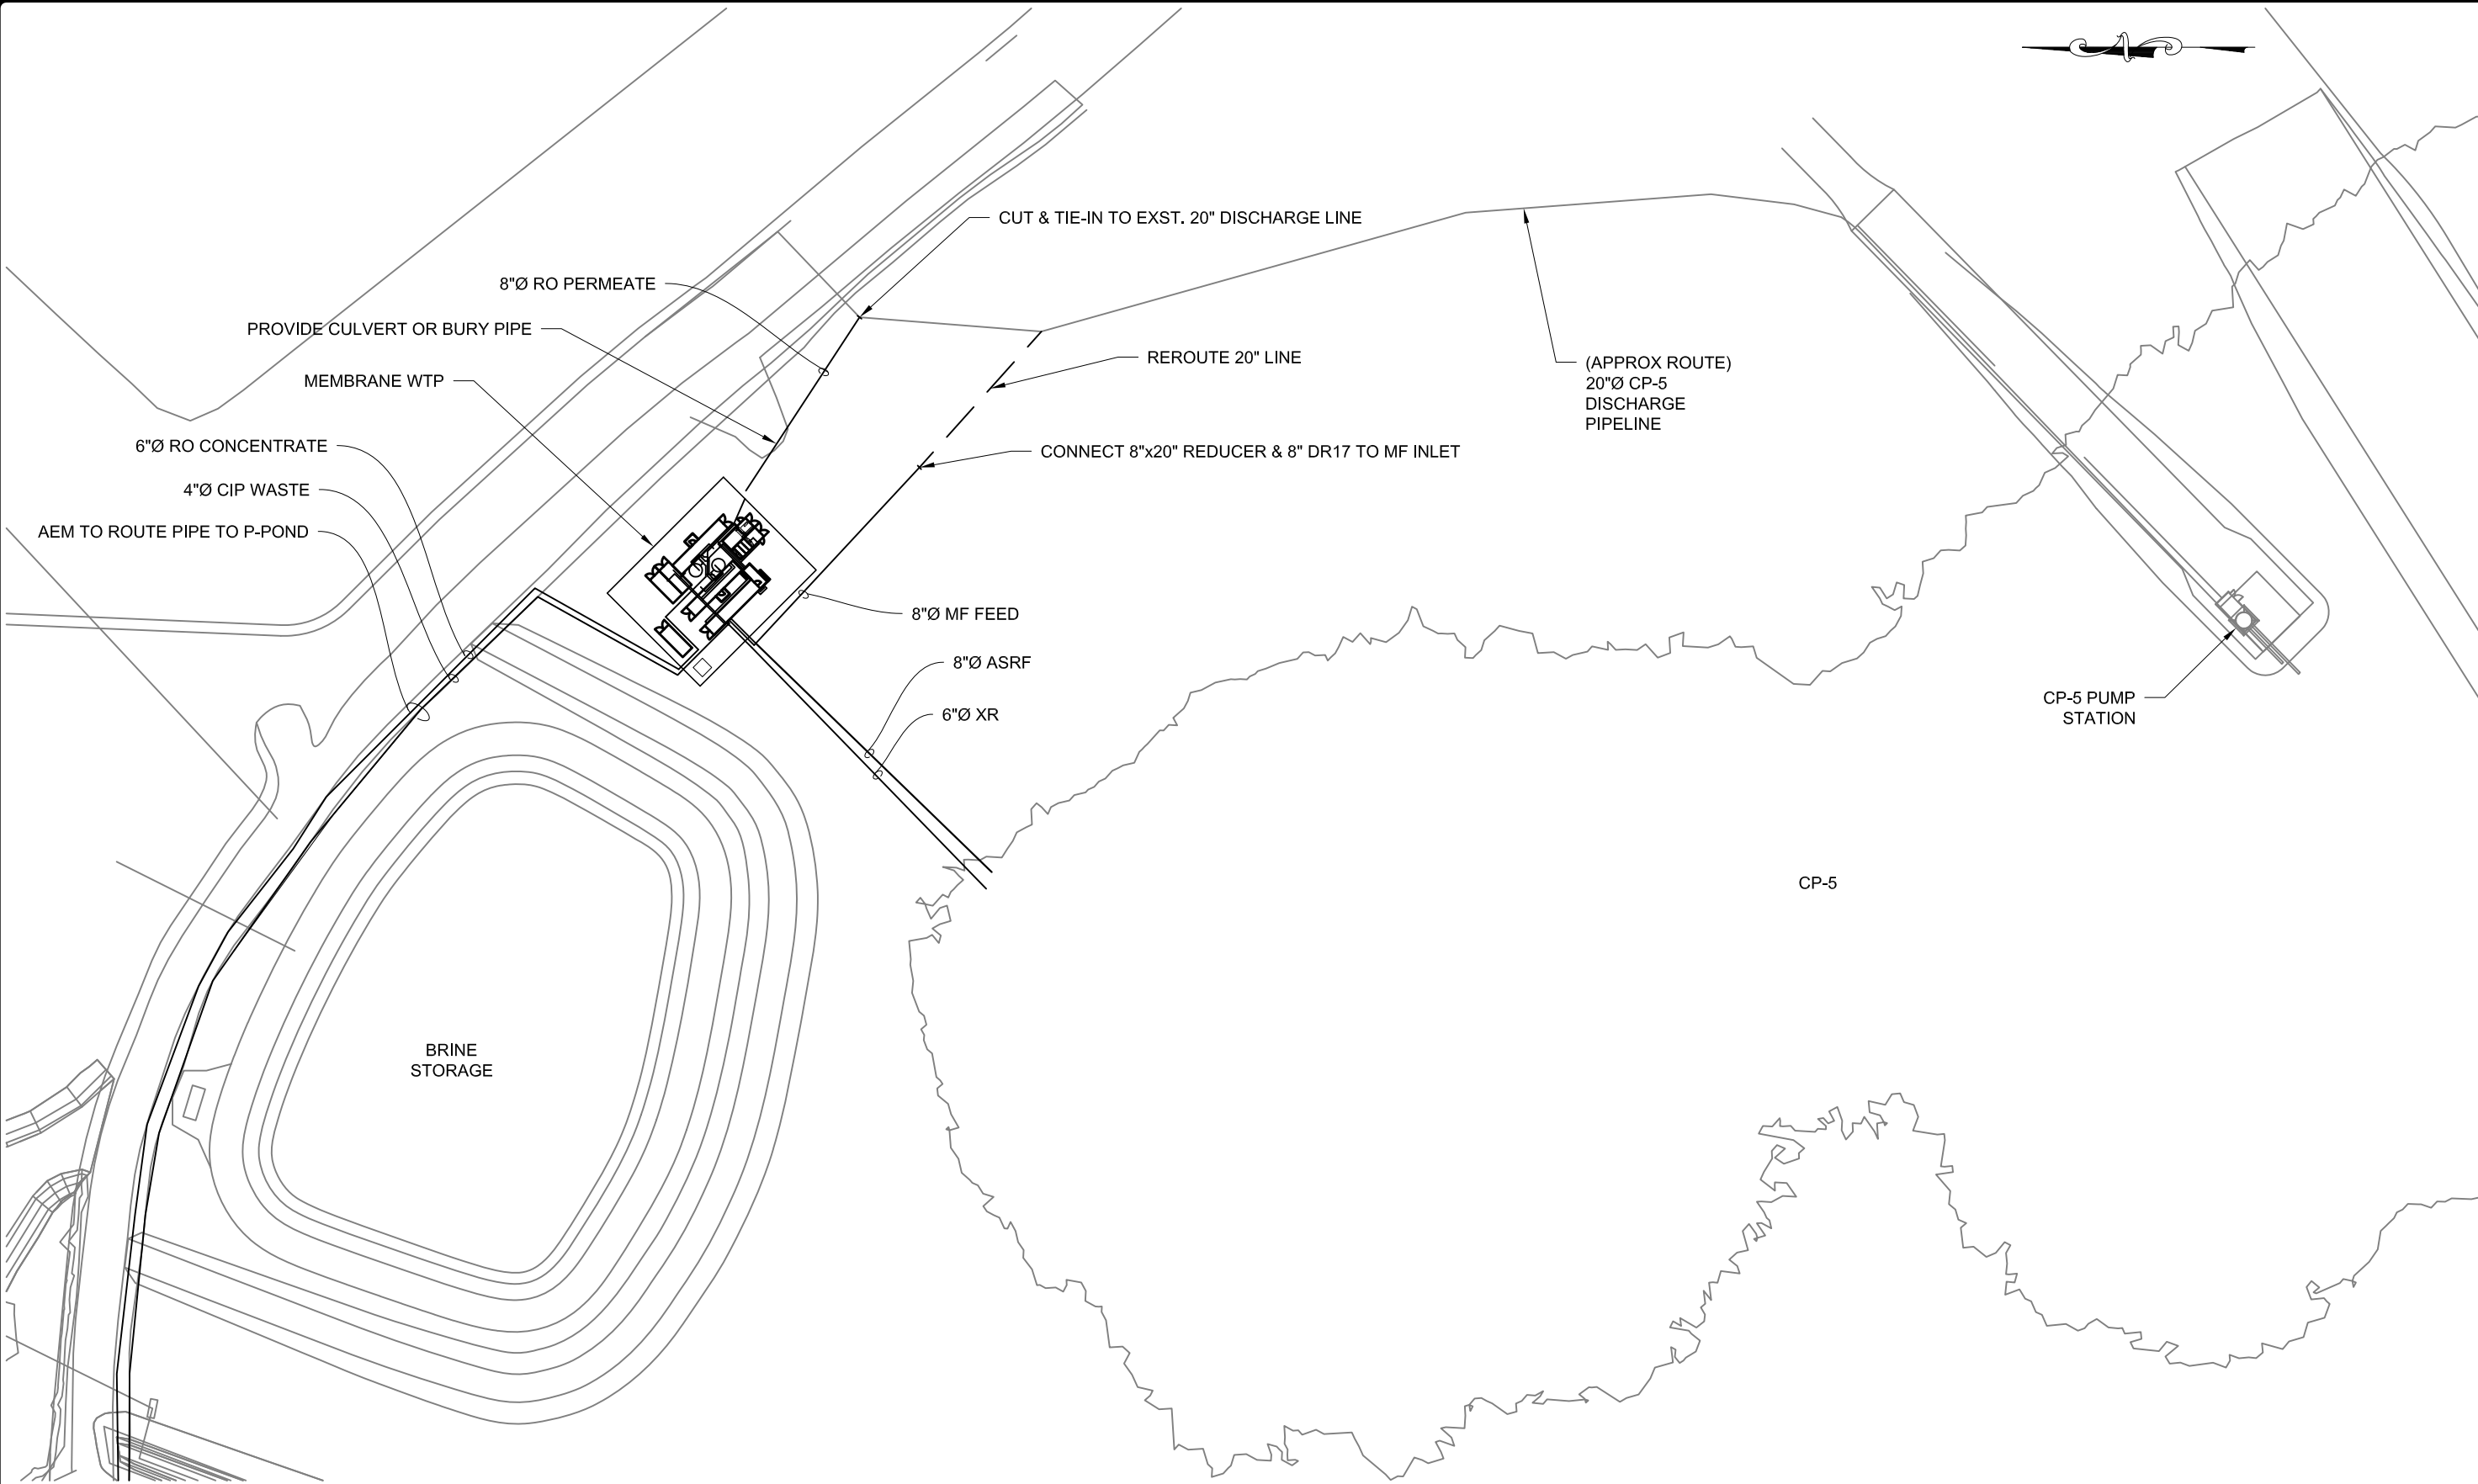 CUT & TIE-IN TO EXST. 20" DISCHARGE LINE
8"Ø RO PERMEATE
PROVIDE CULVERT OR BURY PIPE
REROUTE 20" LINE
(APPROX ROUTE)
20"Ø CP-5
DISCHARGE
PIPELINE
MEMBRANE WTP
6"Ø RO CONCENTRATE
CONNECT 8"x20" REDUCER & 8" DR17 TO MF INLET
4"Ø CIP WASTE
AEM TO ROUTE PIPE TO P-POND
8"Ø MF FEED
8"Ø ASRF
6"Ø XR
CP-5 PUMP
STATION
CP-5
BRINE
STORAGE